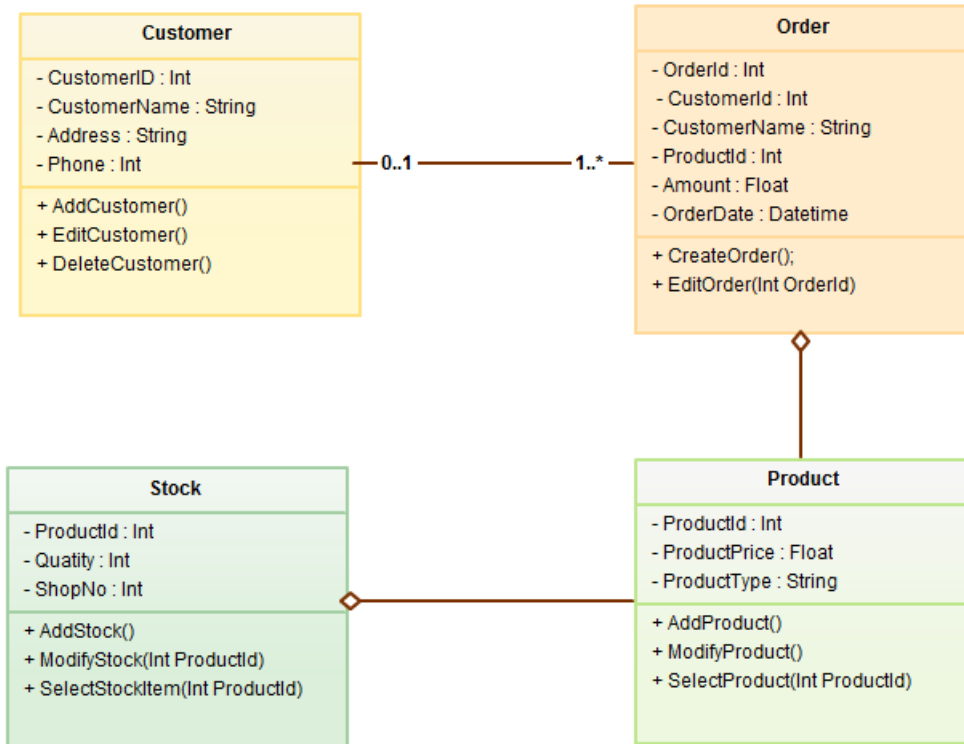 Customer
- CustomerID : Int
- CustomerName : String
- Address : String
- Phone : Int
+ AddCustomer()
+ EditCustomer()
+ DeleteCustomer()
0..1
1..*
Order
- OrderId : Int
- CustomerId : Int
- CustomerName : String
- ProductId : Int
- Amount : Float
- OrderDate : Datetime
+ CreateOrder();
+ EditOrder(Int OrderId)
Stock
- ProductId : Int
- Quatity : Int
- ShopNo : Int
+ AddStock()
+ ModifyStock(Int ProductId)
+ SelectStockItem(Int ProductId)
Product
- ProductId : Int
- ProductPrice : Float
- ProductType : String
+ AddProduct()
+ ModifyProduct()
+ SelectProduct(Int ProductId)